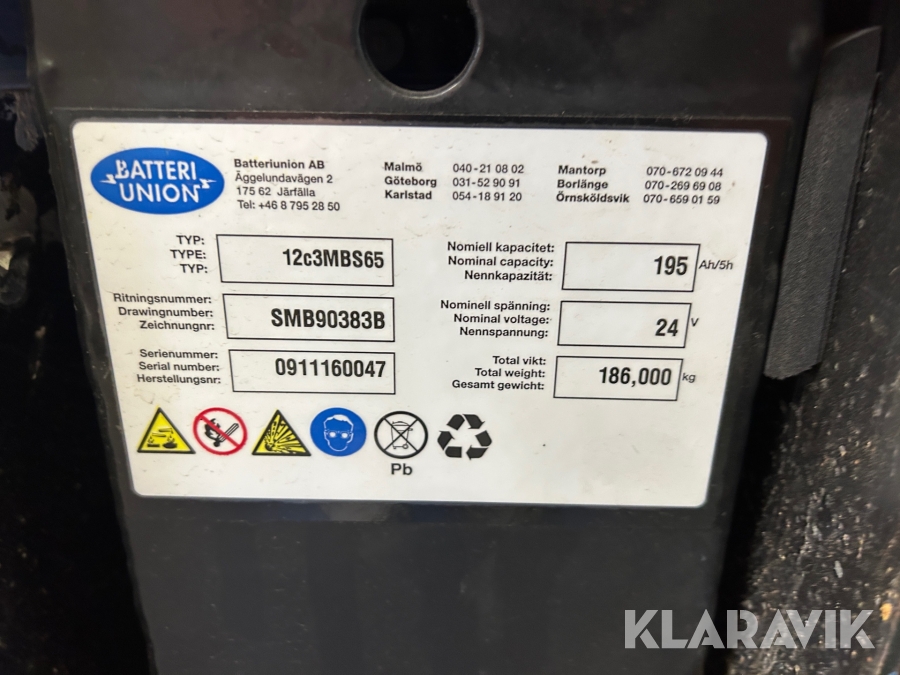 BATTERI
UNION
Batteriunion AB
Äggelundavägen 2
175 62 Järfälla
Tel: +46 8 795 28 50
Malmö 040-21 08 02
Göteborg 031-52 90 91
Karlstad 054-18 91 20
Mantorp 070-672 09 44
Borlänge 070-269 69 08
Örnsköldsvik 070-659 01 59
TYP:
TYPE:
TYP:
12c3MBS65
Nomiell kapacitet:
Nominal capacity:
Nennkapazität:
195 Ah/5h
Ritningsnummer:
Drawingnumber:
Zeichnungnr:
SMB90383B
Nominell spänning:
Nominal voltage:
Nennspannung:
24 V
Serienummer:
Serial number:
Herstellungsnr:
0911160047
Total vikt:
Total weight:
Gesamt gewicht:
186,000 kg
Pb
KLARAVIK